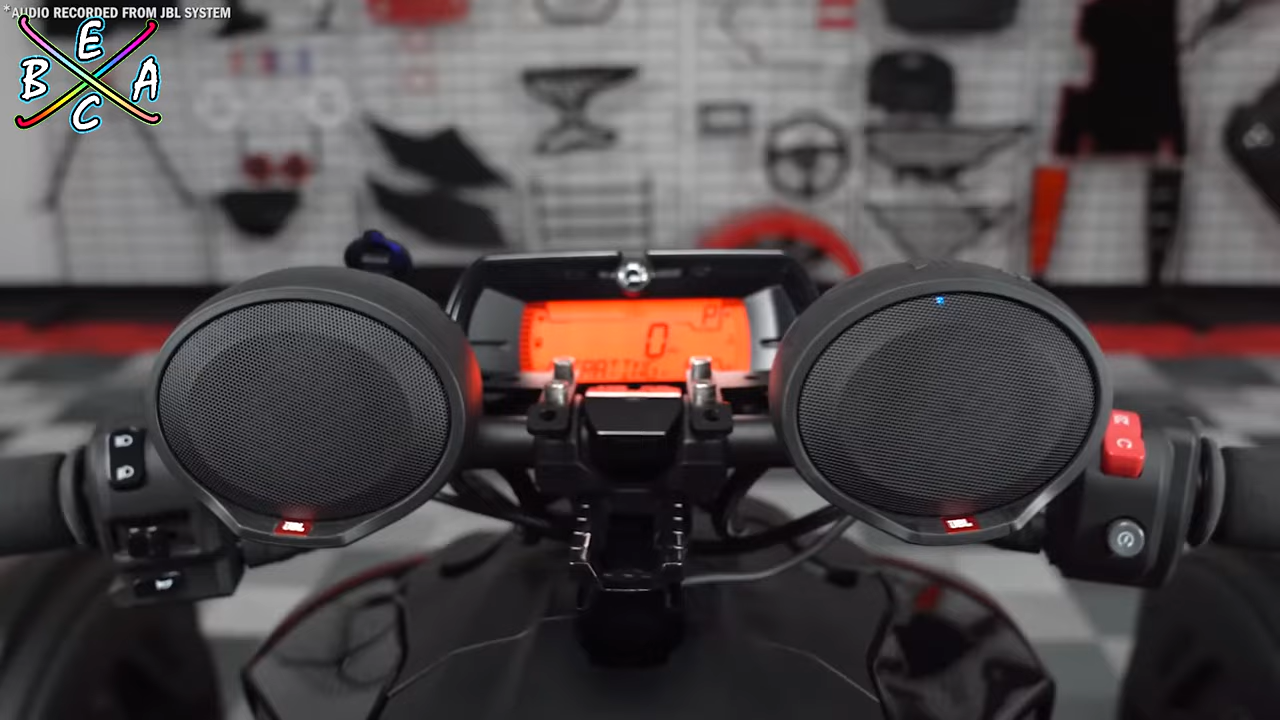 *AUDIO RECORDED FROM JBL SYSTEM
E
B A
C
0
JBL
JBL